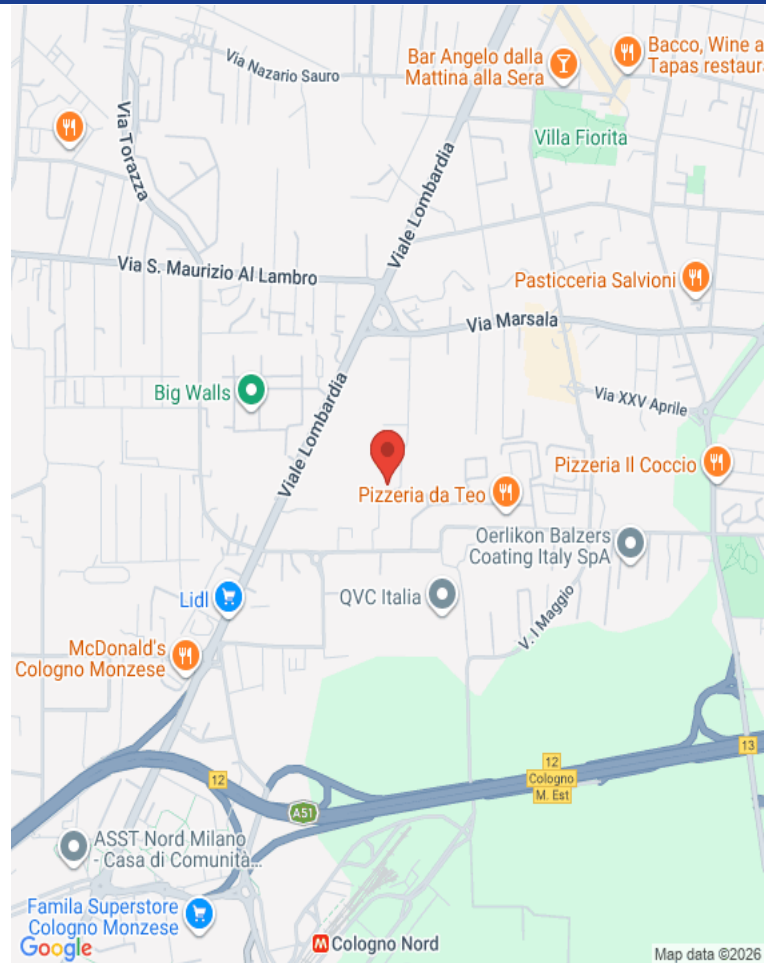 Via Nazario Sauro
Bar Angelo dalla
Mattina alla Sera
Bacco, Wine a
Tapas restaura
Via Torazza
Villa Fiorita
Viale Lombardia
Via S. Maurizio Al Lambro
Pasticceria Salvioni
Via Marsala
Big Walls
Via XXV Aprile
Viale Lombardia
Pizzeria Il Coccio
Pizzeria da Teo
Oerlikon Balzers
Coating Italy SpA
QVC Italia
Lidl
V. I Maggio
McDonald's
Cologno Monzese
12
12
Cologno
M. Est
13
A51
ASST Nord Milano
- Casa di Comunita...
Famila Superstore
Cologno Monzese
Google
M Cologno Nord
Map data ©2026